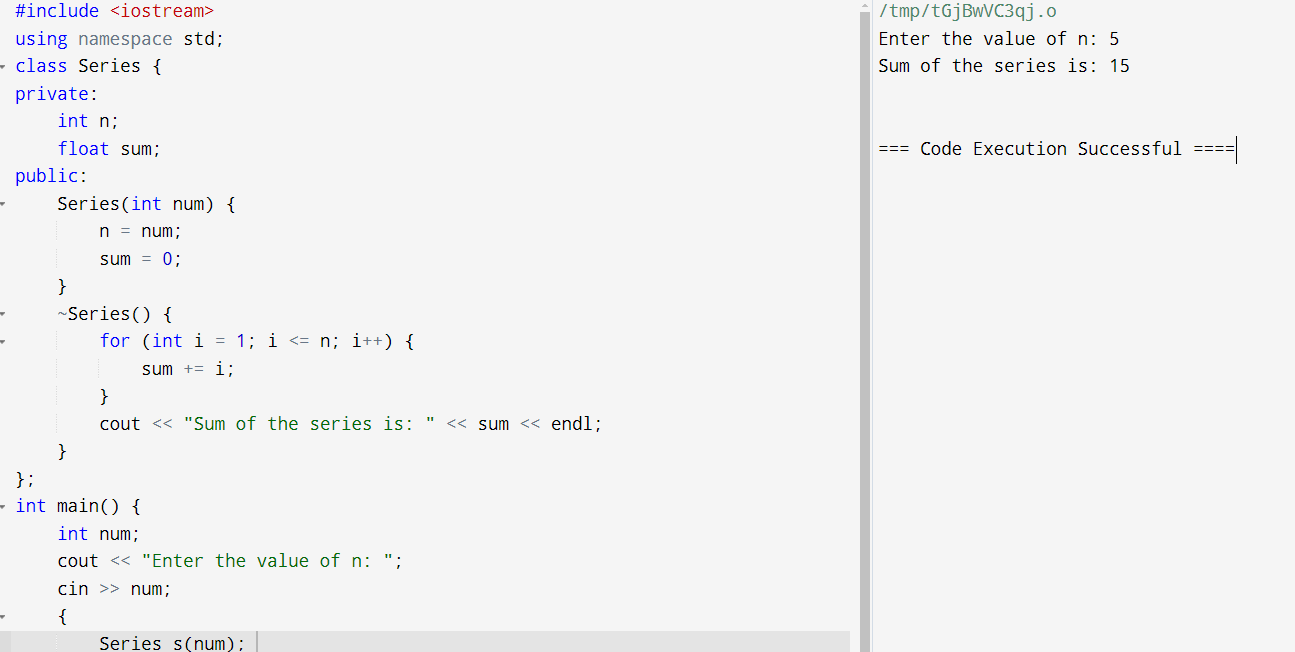 #include <iostream>
using namespace std;
class Series {
private:
    int n;
    float sum;
public:
    Series(int num) {
        n = num;
        sum = 0;
    }
    ~Series() {
        for (int i = 1; i <= n; i++) {
            sum += i;
        }
        cout << "Sum of the series is: " << sum << endl;
    }
};
int main() {
    int num;
    cout << "Enter the value of n: ";
    cin >> num;
    {
        Series s(num);
/tmp/tGjBwVC3qj.o
Enter the value of n: 5
Sum of the series is: 15
=== Code Execution Successful ====